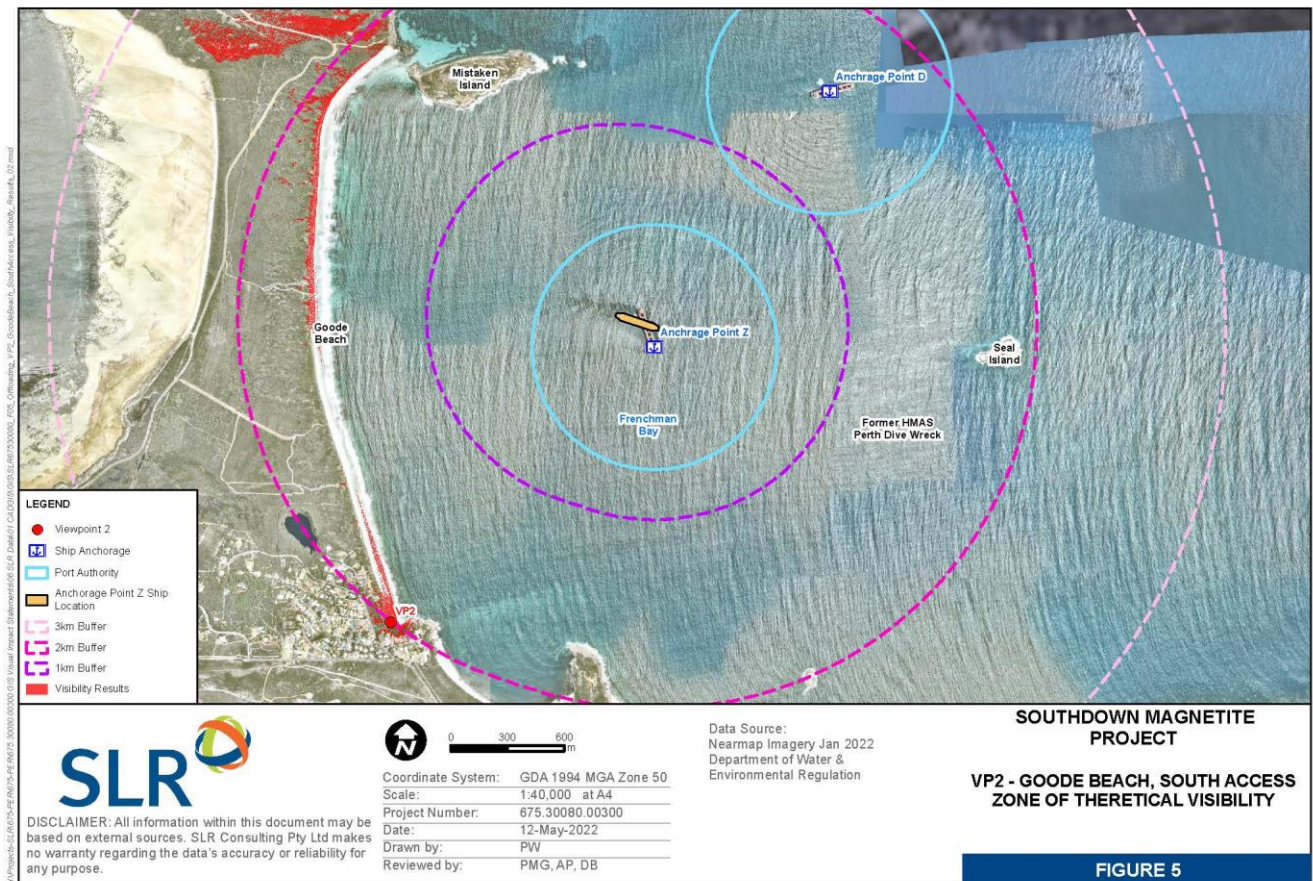 Mistaken
Island
Anchrage Point D
Goode
Beach
Anchrage Point Z
Seal
Island
Frenchman
Bay
Former HMAS
Perth Dive Wreck
VP2
LEGEND
Viewpoint 2
Ship Anchorage
Port Authority
Anchorage Point Z Ship
Location
3km Buffer
2km Buffer
1km Buffer
Visibility Results
SLR
DISCLAIMER: All information within this document may be
based on external sources. SLR Consulting Pty Ltd makes
no warranty regarding the data's accuracy or reliability for
any purpose.
N
0 300 600
m
Coordinate System: GDA 1994 MGA Zone 50
Scale: 1:40,000 at A4
Project Number: 675.30080.00300
Date: 12-May-2022
Drawn by: PW
Reviewed by: PMG, AP, DB
Data Source:
Nearmap Imagery Jan 2022
Department of Water &
Environmental Regulation
SOUTHDOWN MAGNETITE
PROJECT
VP2 - GOODE BEACH, SOUTH ACCESS
ZONE OF THERETICAL VISIBILITY
FIGURE 5